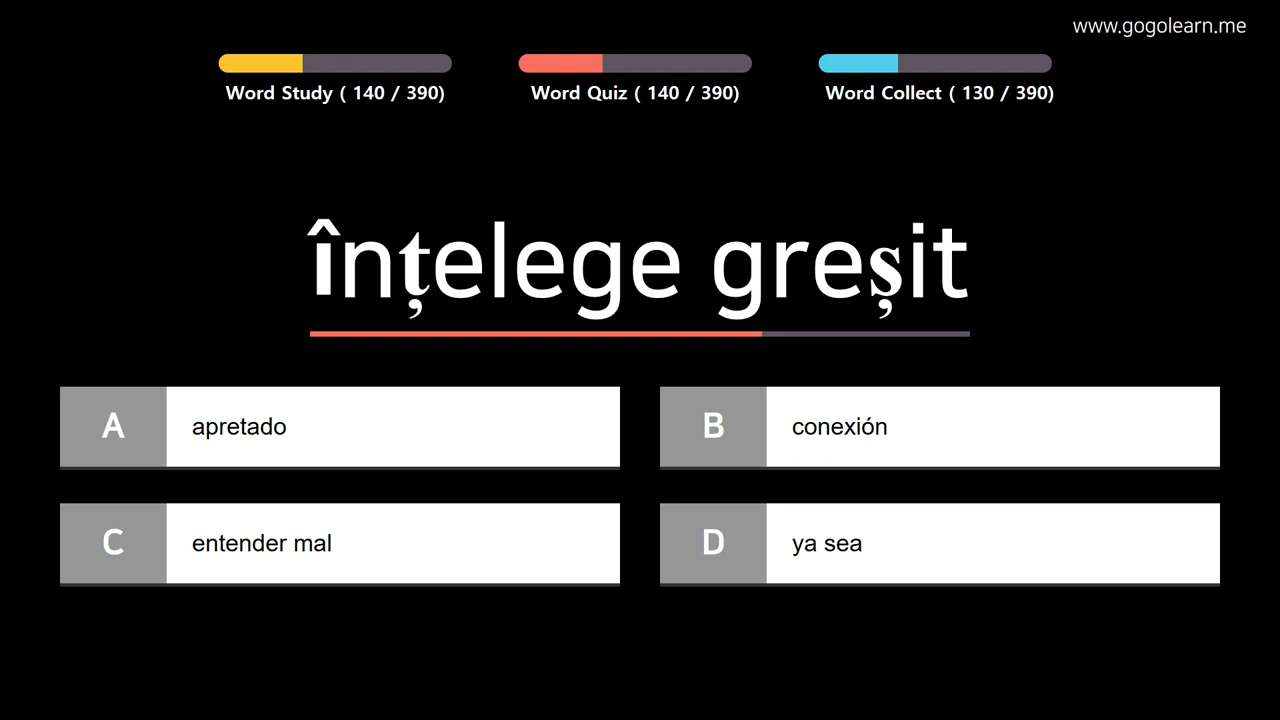 www.gogolearn.me
Word Study ( 140 / 390)
Word Quiz ( 140 / 390)
Word Collect ( 130 / 390)
înțelege greșit
A
apretado
B
conexión
C
entender mal
D
ya sea